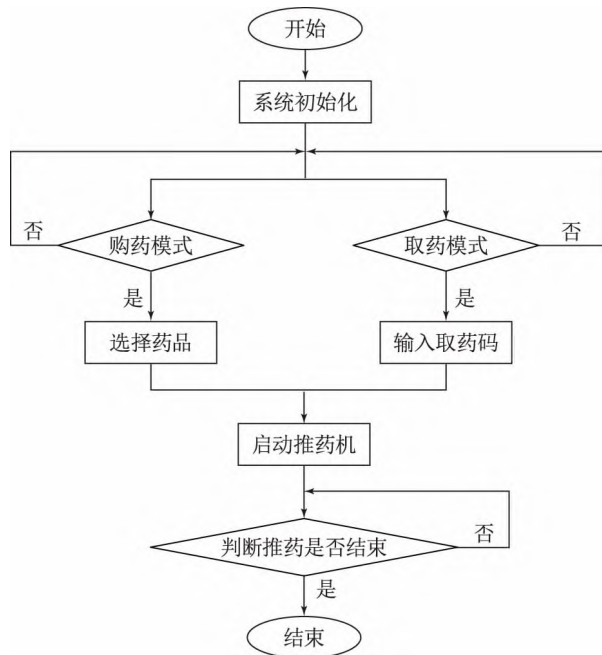 开始
系统初始化
否
购药模式
取药模式
否
是
是
选择药品
输入取药码
启动推药机
判断推药是否结束
否
是
结束